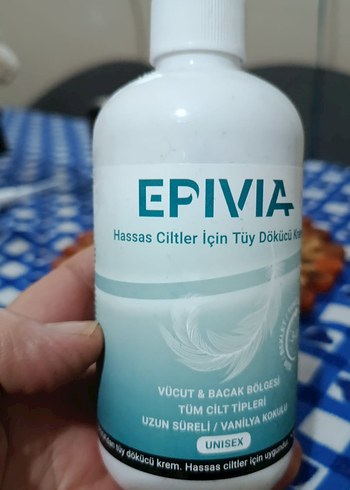 EPIVIA
Hassas Ciltler İçin Tüy Dökücü
VÜCUT & BACAK BÖLGESİ
TÜM CİLT TİPLERİ
UZUN SÜRELİ / VANİLYA KOKULU
UNISEX
için tüy dökücü krem. Hassas ciltler için uygundur